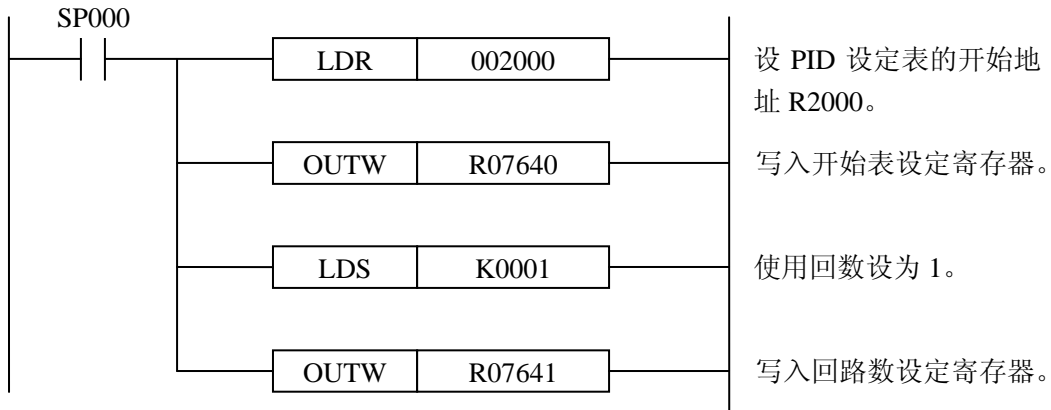 SP000
LDR 002000 设 PID 设定表的开始地
址 R2000。
OUTW R07640 写入开始表设定寄存器。
LDS K0001 使用回数设为 1。
OUTW R07641 写入回路数设定寄存器。